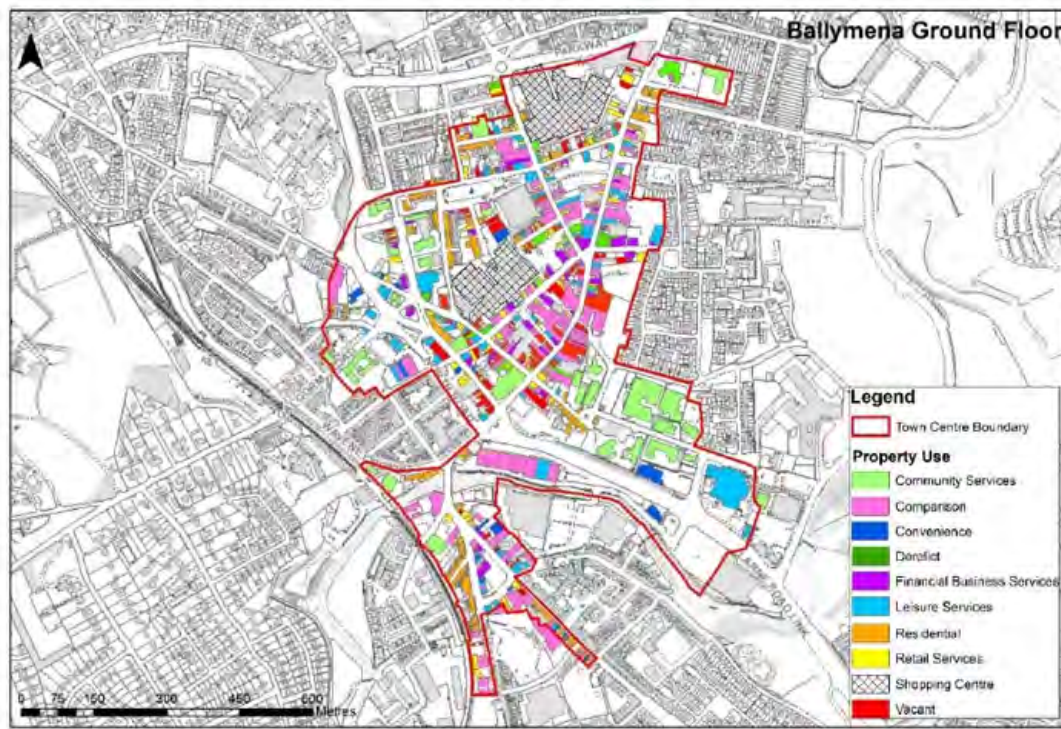 Ballymena Ground Floor
N
Legend
Town Centre Boundary
Property Use
Community Services
Comparison
Convenience
Derelict
Financial Business Services
Leisure Services
Residential
Retail Services
Shopping Centre
Vacant
0 75 150 300 450 600
Metres